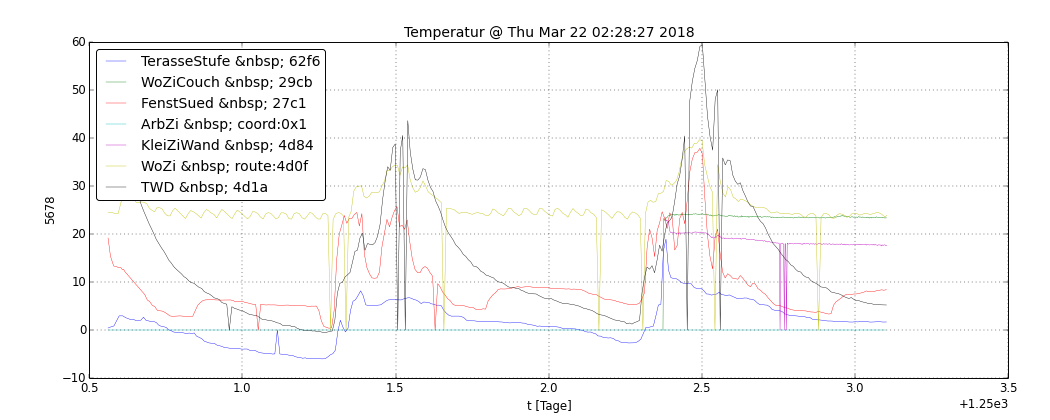 Temperatur @ Thu Mar 22 02:28:27 2018
60
50
40
30
20
10
0
−10
5678
TerasseStufe &nbsp; 62f6
WoZiCouch &nbsp; 29cb
FenstSued &nbsp; 27c1
ArbZi &nbsp; coord:0x1
KleiZiWand &nbsp; 4d84
WoZi &nbsp; route:4d0f
TWD &nbsp; 4d1a
0.5 1.0 1.5 2.0 2.5 3.0 3.5
t [Tage]
+1.25e3